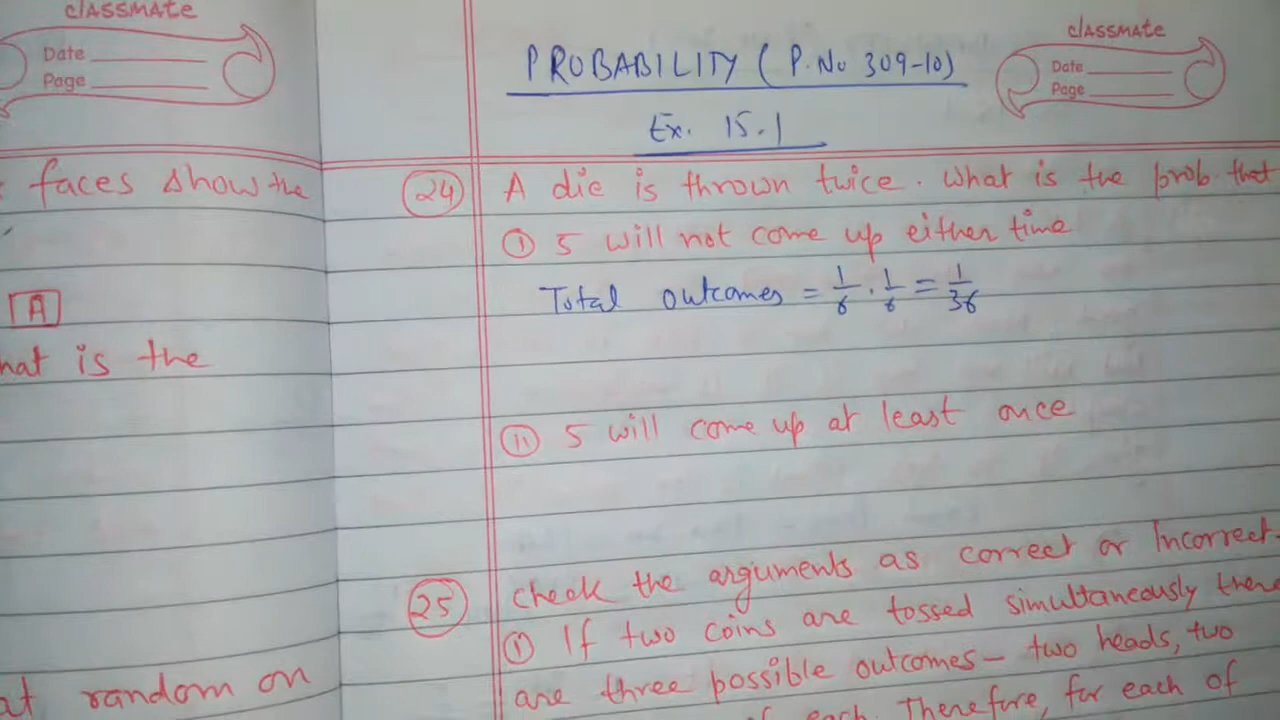 classmate
Date
Page
faces show the
A
hat is the
at random on
classmate
Date
Page
PROBABILITY (P.No 309-10)
Ex. 15.1
24 A die is thrown twice. What is the prob that
i 5 will not come up either time
Total outcomes = 1/6 . 1/6 = 1/36
ii 5 will come up at least once
25 check the arguments as correct or Incorrect.
i If two coins are tossed simultaneously there
are three possible outcomes- two heads, two
of each. Therefore, for each of